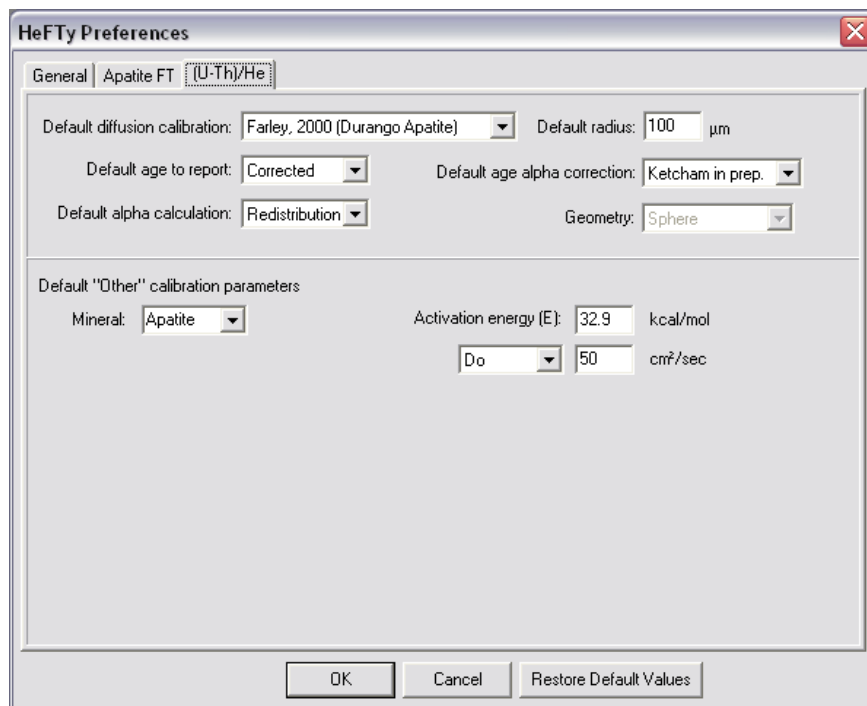 HeFTy Preferences
General Apatite FT (U-Th)/He
Default diffusion calibration: Farley, 2000 (Durango Apatite) Default radius: 100 µm
Default age to report: Corrected Default age alpha correction: Ketcham in prep.
Default alpha calculation: Redistribution Geometry: Sphere
Default "Other" calibration parameters
Mineral: Apatite Activation energy (E): 32.9 kcal/mol
Do 50 cm²/sec
OK Cancel Restore Default Values